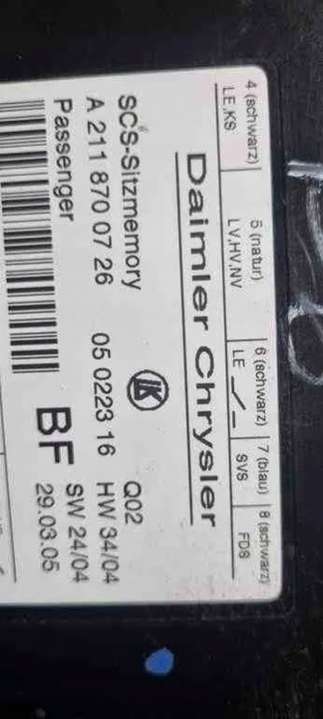 4 (schwarz) 5 (natur) 6 (schwarz) 7 (blau) 8 (schwarz)
LE,KS LV,HV,NV LE SVS FDS
Daimler Chrysler
SCS-Sitzmemory Q02
A 211 870 07 26 05 0223 16 HW 34/04
Passenger BF SW 24/04
29.03.05